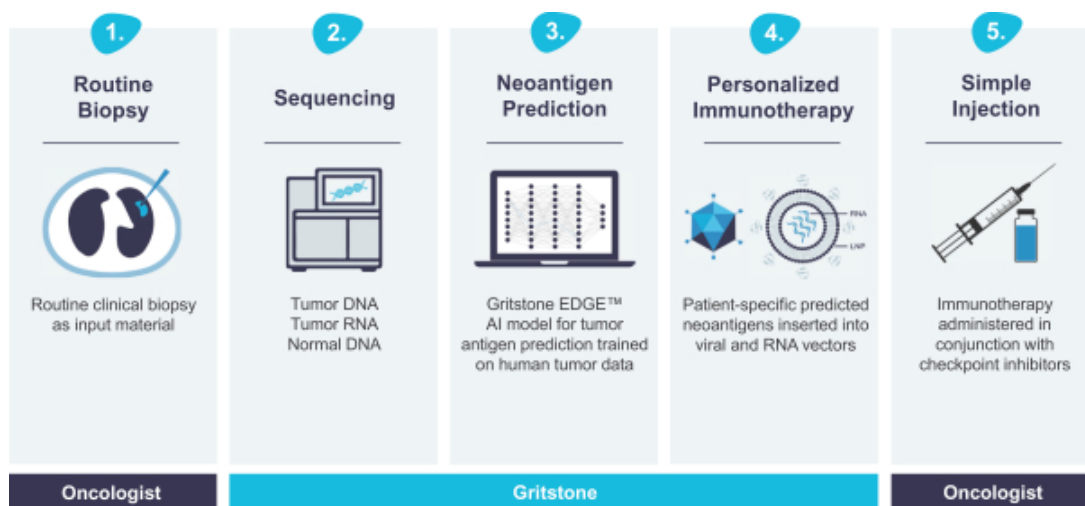 1.
Routine
Biopsy
Routine clinical biopsy
as input material
2.
Sequencing
Tumor DNA
Tumor RNA
Normal DNA
3.
Neoantigen
Prediction
Gritstone EDGE™
AI model for tumor
antigen prediction trained
on human tumor data
4.
Personalized
Immunotherapy
RNA
LNP
Patient-specific predicted
neoantigens inserted into
viral and RNA vectors
5.
Simple
Injection
Immunotherapy
administered in
conjunction with
checkpoint inhibitors
Oncologist
Gritstone
Oncologist